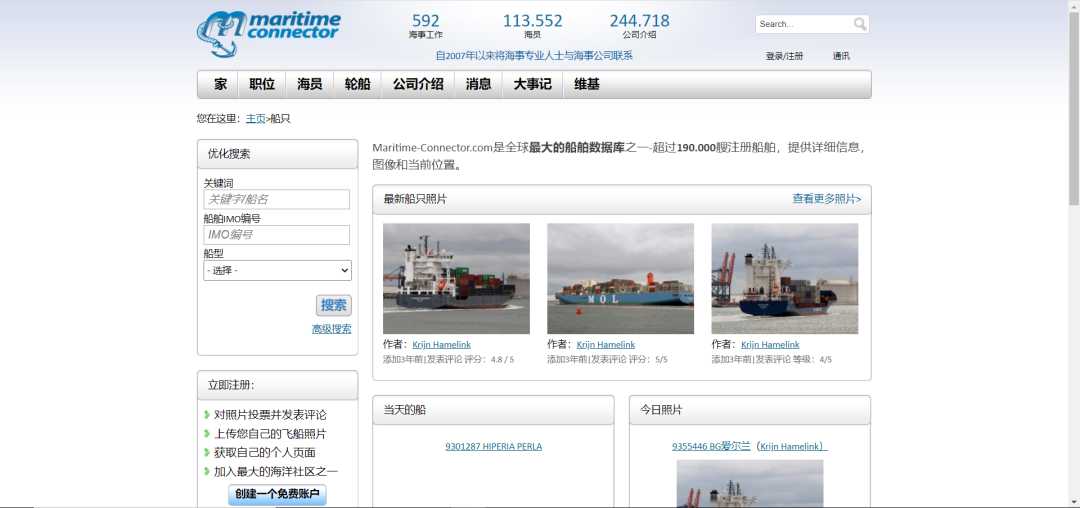 maritime
connector
592
海事工作
113.552
海员
244.718
公司介绍
自2007年以来将海事专业人士与海事公司联系
Search...
登录/注册
通讯
家
职位
海员
轮船
公司介绍
消息
大事记
维基
您在这里：主页>船只
优化搜索
关键词
关键字/船名
船舶IMO编号
IMO编号
船型
- 选择 -
搜索
高级搜索
立即注册：
对照片投票并发表评论
上传您自己的飞船照片
获取自己的个人页面
加入最大的海洋社区之一
创建一个免费账户
Maritime-Connector.com是全球最大的船舶数据库之一-超过190.000艘注册船舶，提供详细信息，
图像和当前位置。
最新船只照片
查看更多照片>
MOL
作者：Krijn Hamelink
添加3年前|发表评论 评分：4.8 / 5
作者：Krijn Hamelink
添加3年前|发表评论 评分：5/5
作者：Krijn Hamelink
添加3年前|发表评论 等级：4/5
当天的船
9301287 HIPERIA PERLA
今日照片
9355446 BG爱尔兰（Krijn Hamelink）